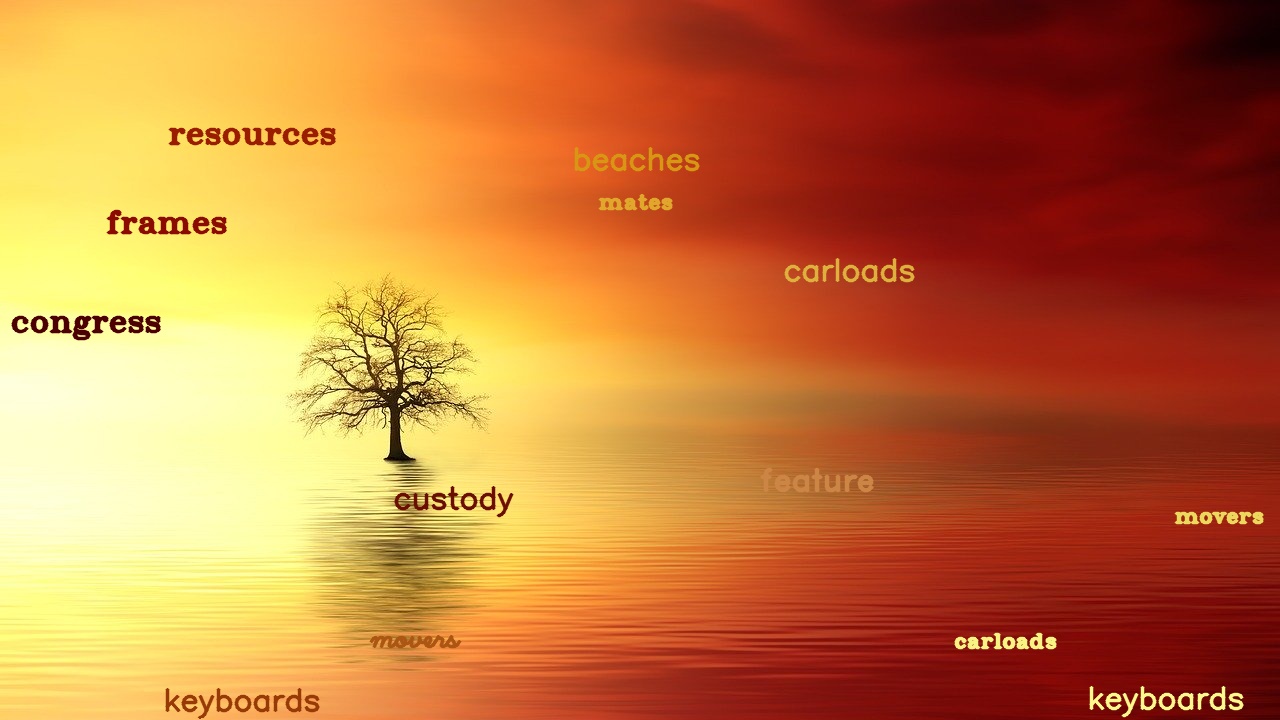 resources
beaches
mates
frames
carloads
congress
feature
custody
movers
movers
carloads
keyboards
keyboards